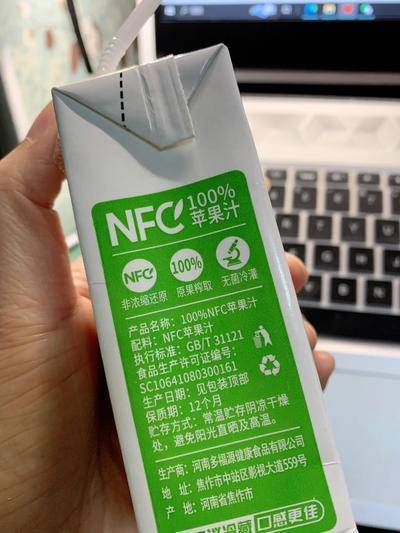 NFC 100%
苹果汁
NFC 100%
非浓缩还原 原果榨取 无菌冷灌
产品名称：100%NFC苹果汁
配料：NFC苹果汁
执行标准：GB/T 31121
食品生产许可证编号：
SC10641080300161
生产日期：见包装顶部
保质期：12个月
贮存方式：常温贮存阴凉干燥
处，避免阳光直晒及高温。
生产商：河南多福源健康食品有限公司
地 址：焦作市中站区影视大道559号
产 地：河南省焦作市
冷藏 口感更佳